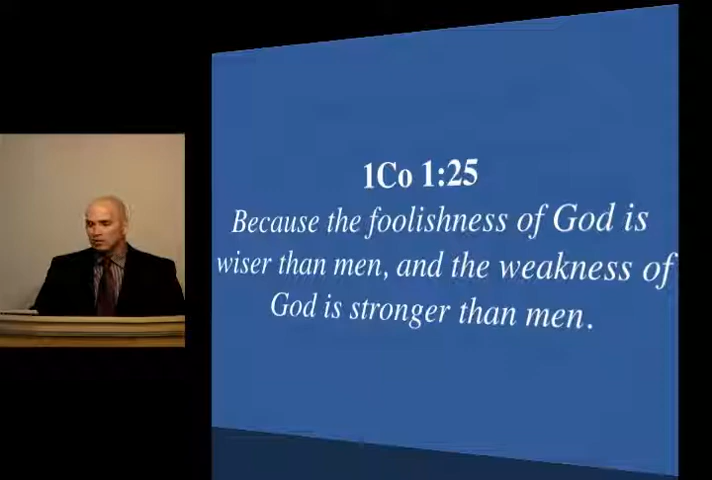 1Co 1:25
Because the foolishness of God is
wiser than men, and the weakness of
God is stronger than men.